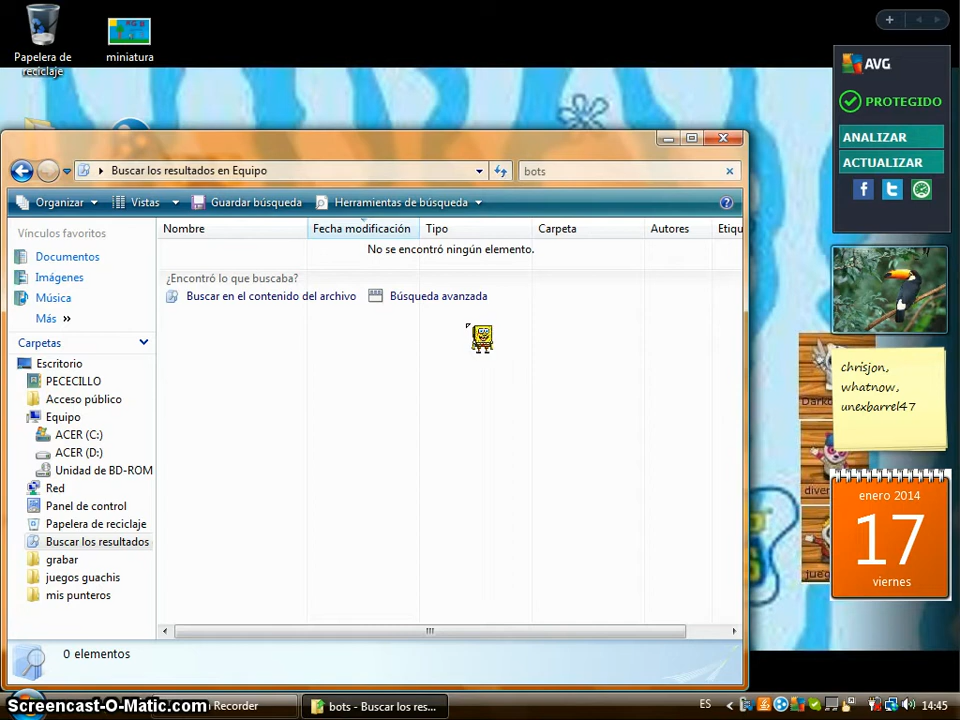 Papelera de
reciclaje
miniatura
AVG
PROTEGIDO
ANALIZAR
ACTUALIZAR
Buscar los resultados en Equipo
bots
Organizar
Vistas
Guardar búsqueda
Herramientas de búsqueda
Vínculos favoritos
Documentos
Imágenes
Música
Más »
Carpetas
Escritorio
PECECILLO
Acceso público
Equipo
ACER (C:)
ACER (D:)
Unidad de BD-ROM
Red
Panel de control
Papelera de reciclaje
Buscar los resultados
grabar
juegos guachis
mis punteros
Nombre
Fecha modificación
Tipo
Carpeta
Autores
Etiqu
No se encontró ningún elemento.
¿Encontró lo que buscaba?
Buscar en el contenido del archivo
Búsqueda avanzada
0 elementos
chrisjon,
whatnow,
unexbarrel47
enero 2014
17
viernes
Screencast-O-Matic.com
Recorder
bots - Buscar los res...
ES
14:45